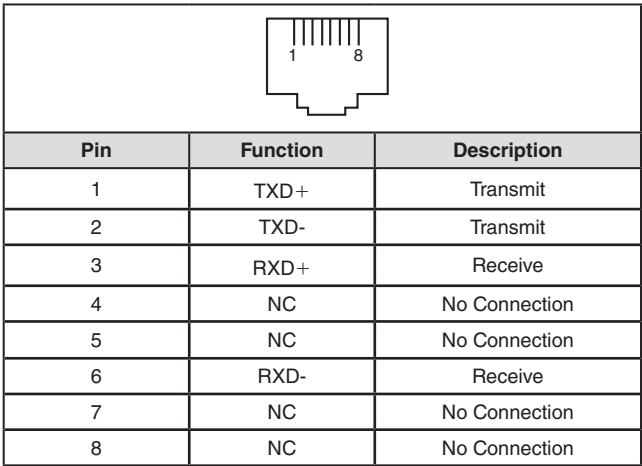 1 8
Pin Function Description
1 TXD+ Transmit
2 TXD- Transmit
3 RXD+ Receive
4 NC No Connection
5 NC No Connection
6 RXD- Receive
7 NC No Connection
8 NC No Connection